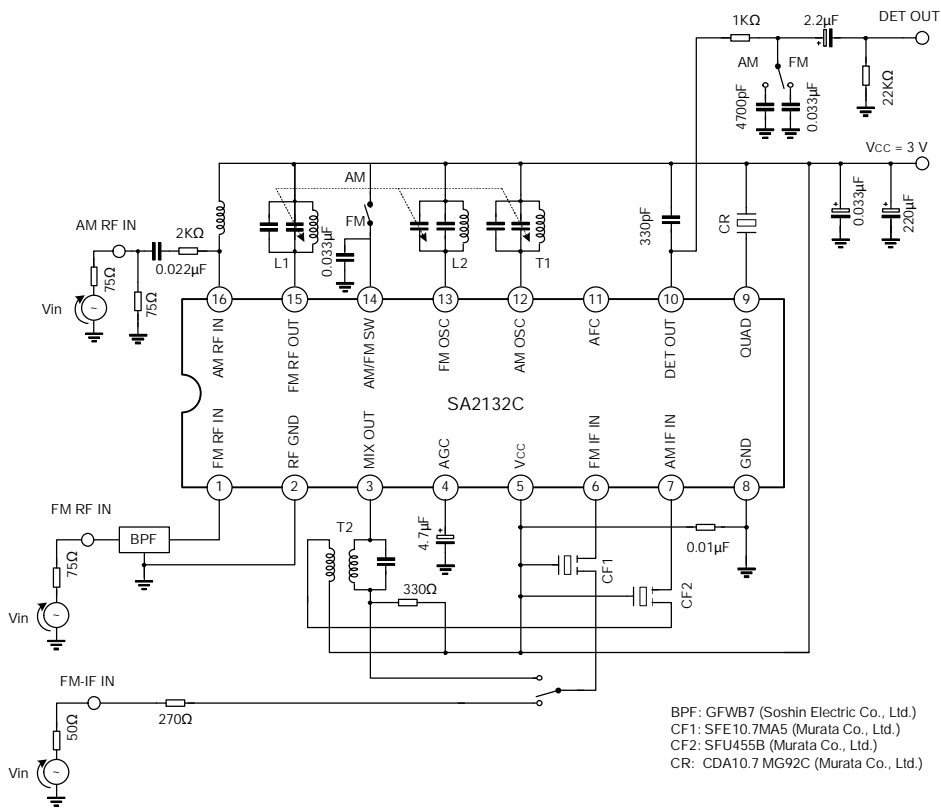 1KΩ
2.2µF
DET OUT
AM
FM
4700pF
0.033µF
22KΩ
VCC = 3 V
AM
FM
0.033µF
L1
L2
T1
330pF
CR
0.033µF
220µF
+
+
+
AM RF IN
2KΩ
0.022µF
75Ω
75Ω
Vin
~
16
15
14
13
12
11
10
9
AM RF IN
FM RF OUT
AM/FM SW
FM OSC
AM OSC
AFC
DET OUT
QUAD
SA2132C
FM RF IN
RF GND
MIX OUT
AGC
VCC
FM IF IN
AM IF IN
GND
1
2
3
4
5
6
7
8
FM RF IN
BPF
75Ω
Vin
~
T2
4.7µF
+
330Ω
CF1
CF2
0.01µF
FM-IF IN
50Ω
270Ω
Vin
~
BPF: GFWB7 (Soshin Electric Co., Ltd.)
CF1: SFE10.7MA5 (Murata Co., Ltd.)
CF2: SFU455B (Murata Co., Ltd.)
CR: CDA10.7 MG92C (Murata Co., Ltd.)